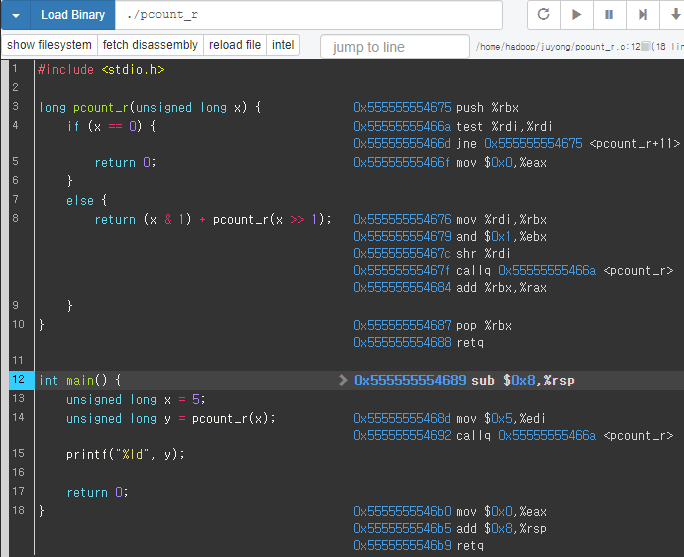 Load Binary ./pcount_r
show filesystem fetch disassembly reload file intel jump to line /home/hadoop/juyong/pcount_r.c:12 (18 lin
1 #include <stdio.h>
2
3 long pcount_r(unsigned long x) { 0x555555554675 push %rbx
4 if (x == 0) { 0x55555555466a test %rdi,%rdi
0x55555555466d jne 0x555555554675 <pcount_r+11>
5 return 0; 0x55555555466f mov $0x0,%eax
6 }
7 else {
8 return (x & 1) + pcount_r(x >> 1); 0x555555554676 mov %rdi,%rbx
0x555555554679 and $0x1,%ebx
0x55555555467c shr %rdi
0x55555555467f callq 0x55555555466a <pcount_r>
0x555555554684 add %rbx,%rax
9 }
10 } 0x555555554687 pop %rbx
0x555555554688 retq
11
12 int main() { 0x555555554689 sub $0x8,%rsp
13 unsigned long x = 5;
14 unsigned long y = pcount_r(x); 0x55555555468d mov $0x5,%edi
0x555555554692 callq 0x55555555466a <pcount_r>
15 printf("%ld", y);
16
17 return 0;
18 } 0x5555555546b0 mov $0x0,%eax
0x5555555546b5 add $0x8,%rsp
0x5555555546b9 retq